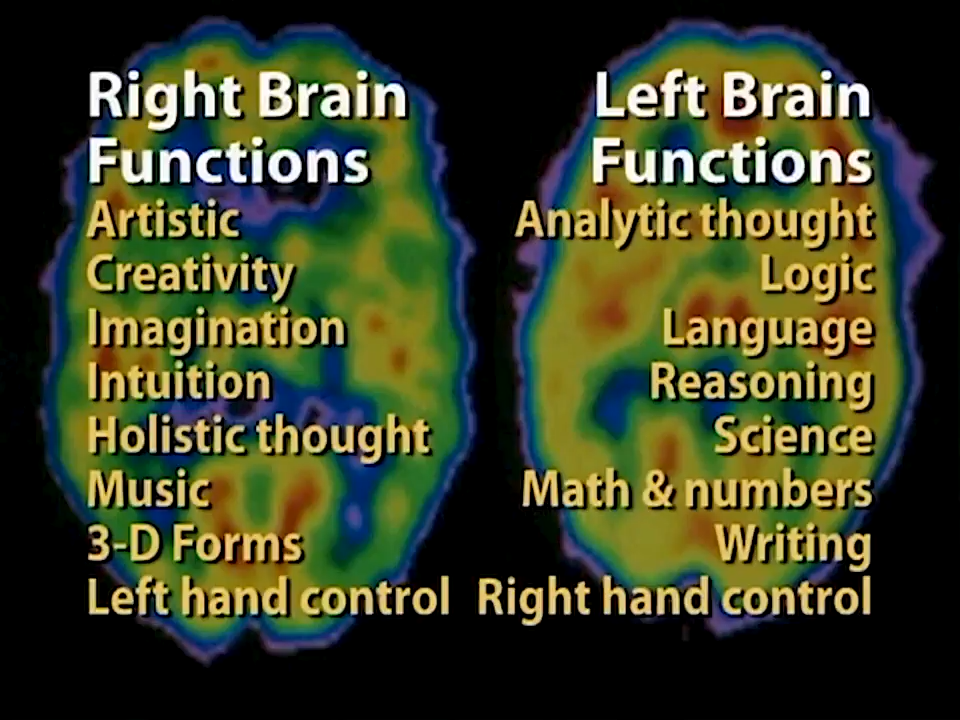 Right Brain
Functions
Artistic
Creativity
Imagination
Intuition
Holistic thought
Music
3-D Forms
Left hand control
Left Brain
Functions
Analytic thought
Logic
Language
Reasoning
Science
Math & numbers
Writing
Right hand control